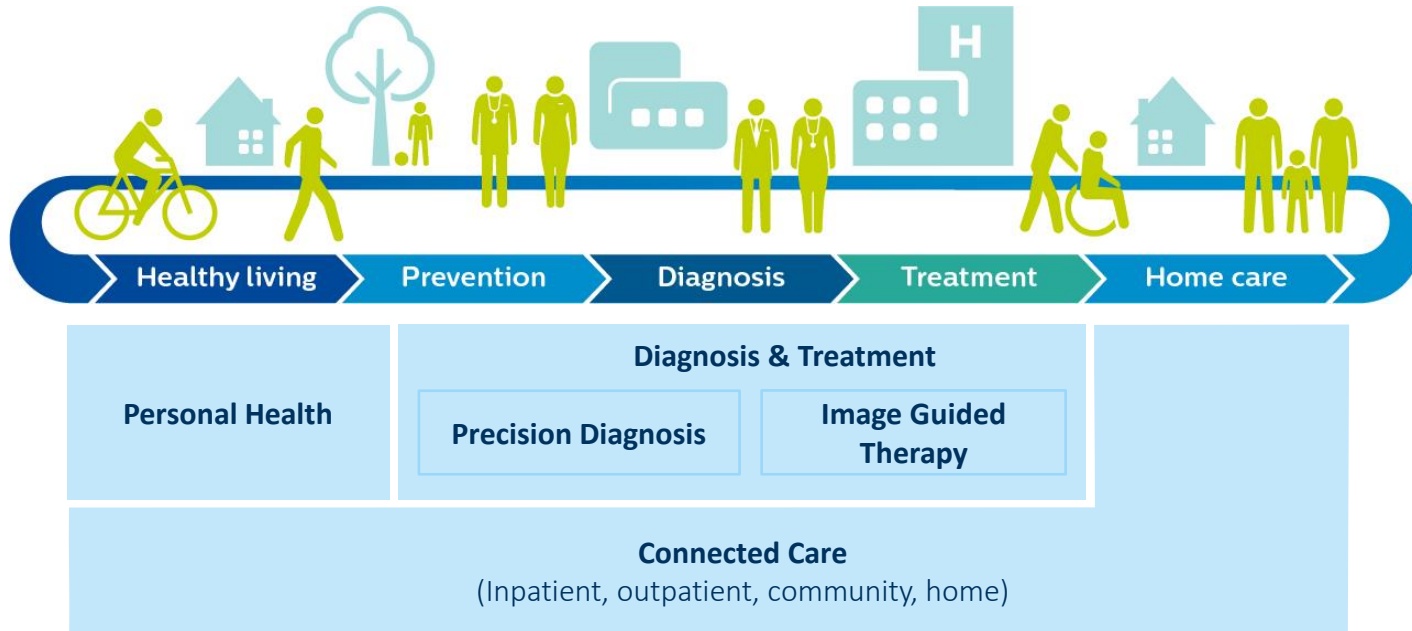 H
Healthy living
Prevention
Diagnosis
Treatment
Home care
Personal Health
Diagnosis & Treatment
Precision Diagnosis
Image Guided
Therapy
Connected Care
(Inpatient, outpatient, community, home)